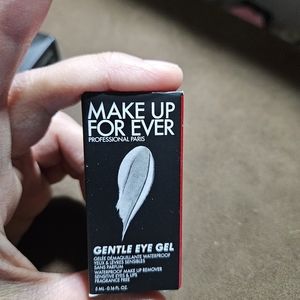 MAKE UP
FOR EVER
PROFESSIONAL PARIS
GENTLE EYE GEL
GELÉE DÉMAQUILLANTE WATERPROOF
YEUX & LÈVRES SENSIBLES
SANS PARFUM
WATERPROOF MAKE UP REMOVER
SENSITIVE EYES & LIPS
FRAGRANCE FREE
5 ML - 0.16 FL. OZ.